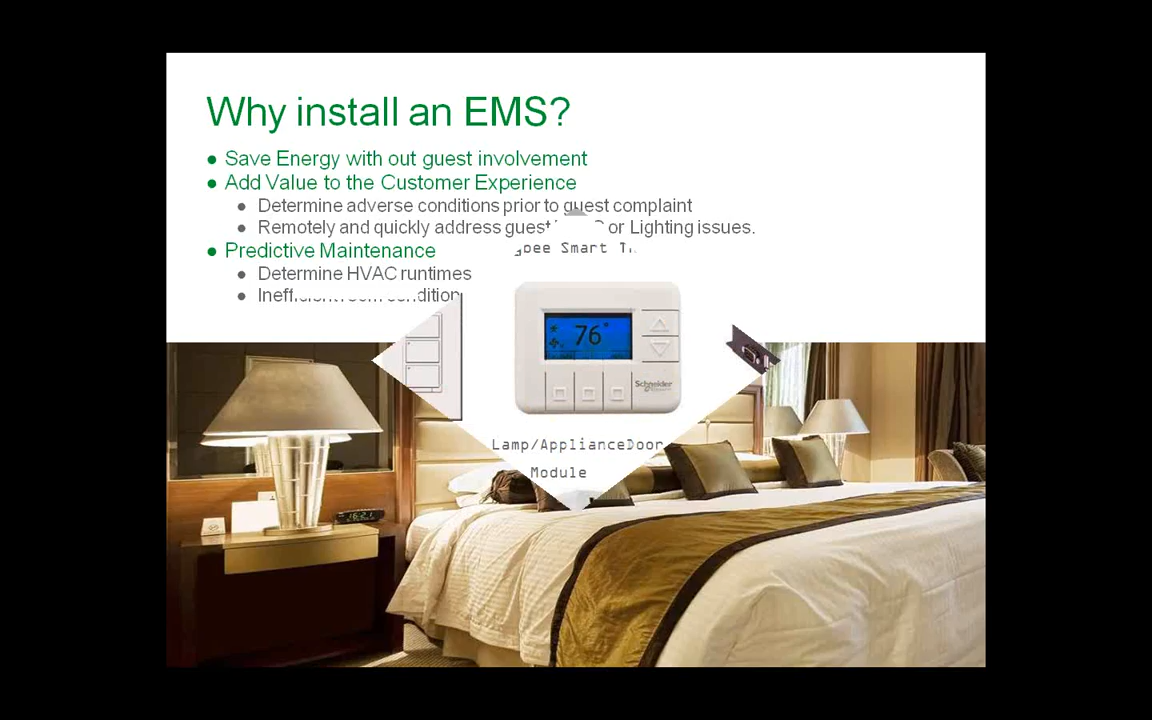 Why install an EMS?
● Save Energy with out guest involvement
● Add Value to the Customer Experience
● Determine adverse conditions prior to guest complaint
● Remotely and quickly address guest or Lighting issues.
Smart
● Predictive Maintenance
● Determine HVAC runtimes
●
76°
Schneider
Lamp/ApplianceDoor
Module